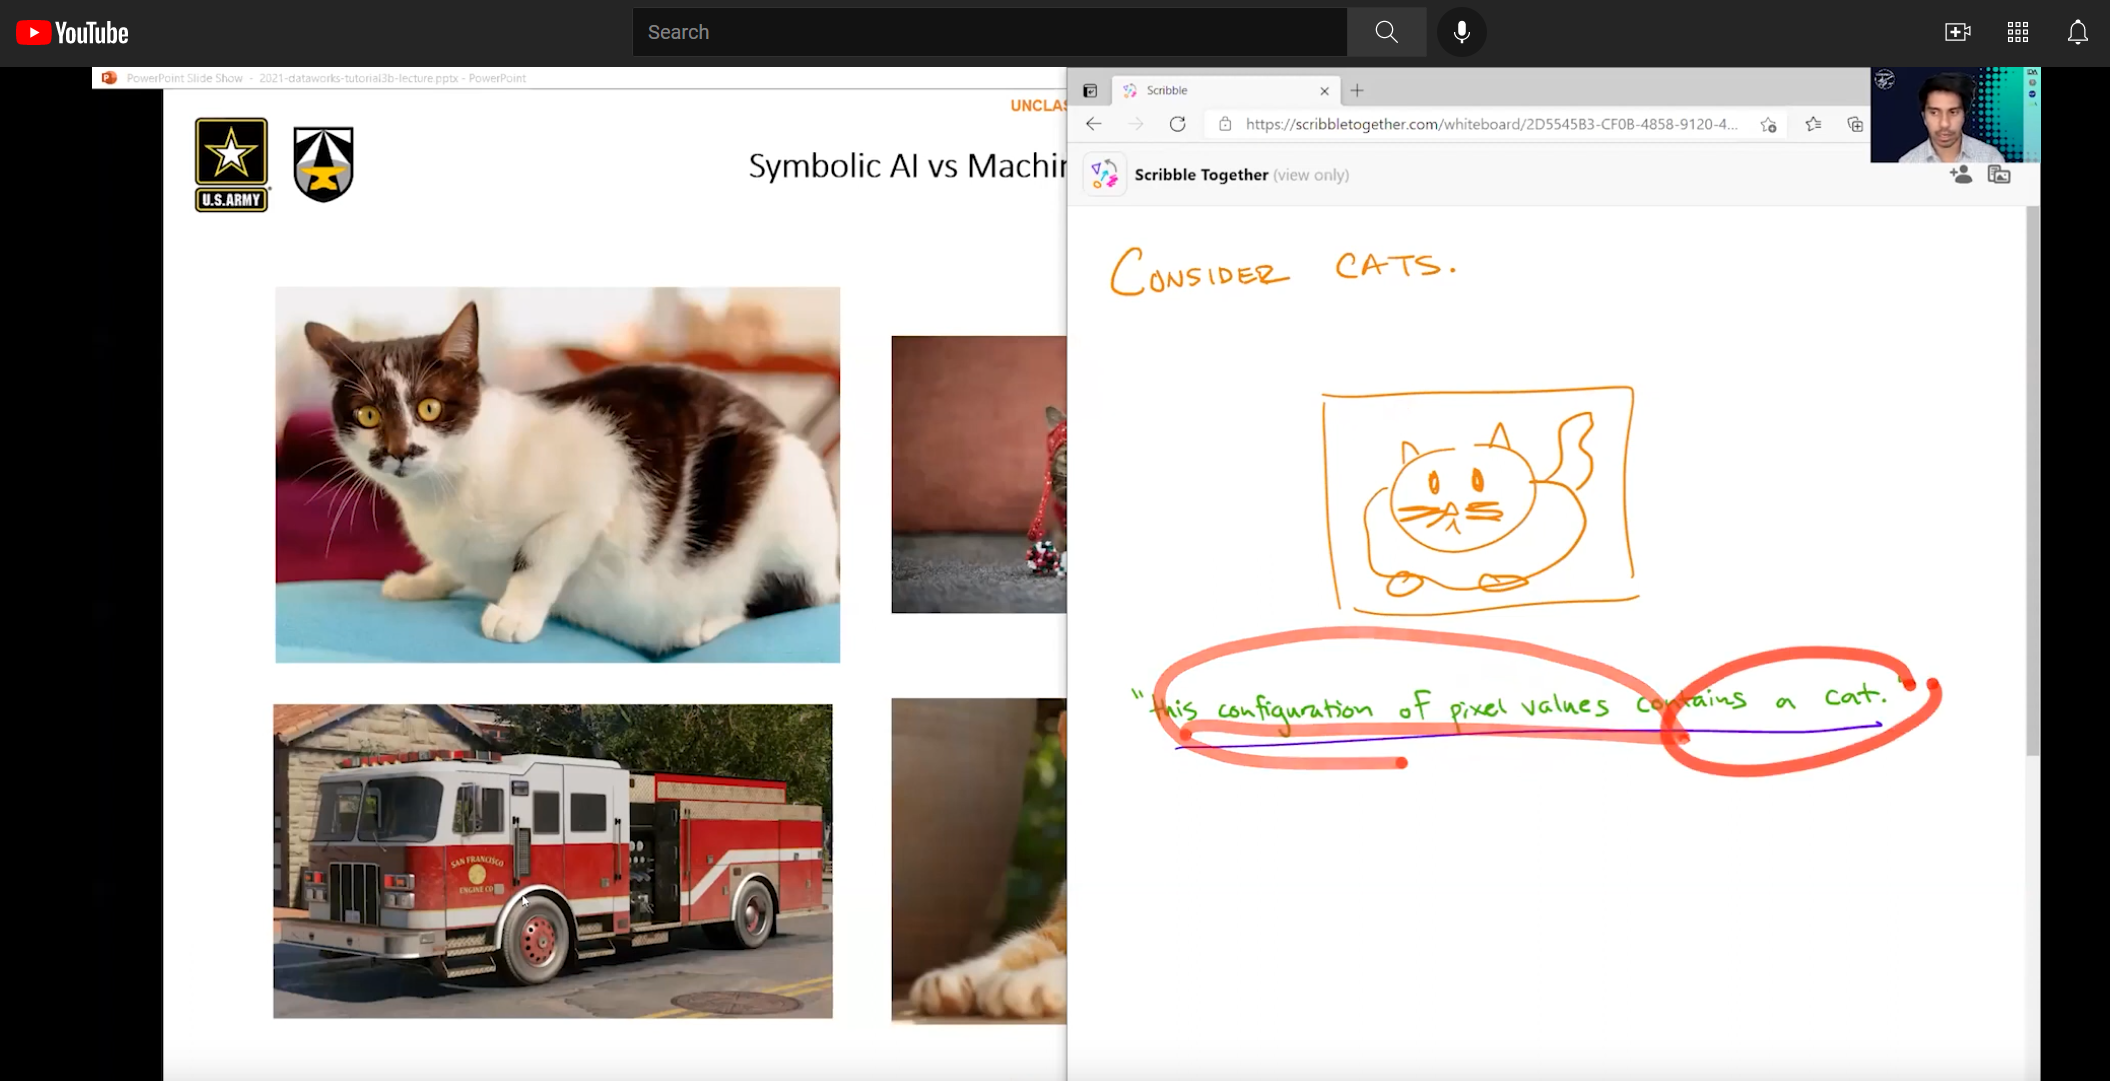 YouTube
Search
PowerPoint Slide Show - 2021-dataworks-tutorial3b-lecture.pptx - PowerPoint
UNCLAS
U.S.ARMY
Symbolic AI vs Machin
SAN FRANCISCO
ENGINE CO
Scribble
https://scribbletogether.com/whiteboard/2D5545B3-CF0B-4858-9120-4...
Scribble Together (view only)
CONSIDER CATS.
"this configuration of pixel values contains a cat."